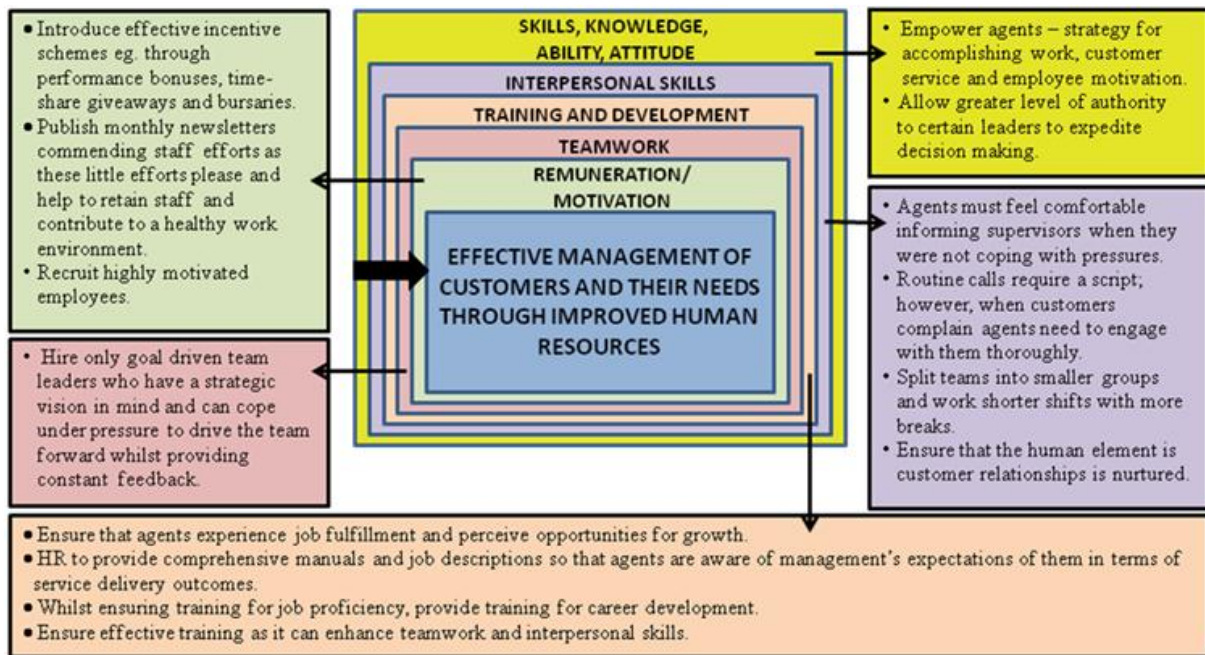 ● Introduce effective incentive
schemes eg. through
performance bonuses, time-
share giveaways and bursaries.
● Publish monthly newsletters
commending staff efforts as
these little efforts please and
help to retain staff and
contribute to a healthy work
environment.
• Recruit highly motivated
employees.
• Hire only goal driven team
leaders who have a strategic
vision in mind and can cope
under pressure to drive the team
forward whilst providing
constant feedback.
SKILLS, KNOWLEDGE,
ABILITY, ATTITUDE
INTERPERSONAL SKILLS
TRAINING AND DEVELOPMENT
TEAMWORK
REMUNERATION/
MOTIVATION
EFFECTIVE MANAGEMENT OF
CUSTOMERS AND THEIR NEEDS
THROUGH IMPROVED HUMAN
RESOURCES
• Empower agents – strategy for
accomplishing work, customer
service and employee motivation.
• Allow greater level of authority
to certain leaders to expedite
decision making.
• Agents must feel comfortable
informing supervisors when they
were not coping with pressures.
• Routine calls require a script;
however, when customers
complain agents need to engage
with them thoroughly.
• Split teams into smaller groups
and work shorter shifts with more
breaks.
• Ensure that the human element is
customer relationships is nurtured.
● Ensure that agents experience job fulfillment and perceive opportunities for growth.
● HR to provide comprehensive manuals and job descriptions so that agents are aware of management's expectations of them in terms of
service delivery outcomes.
● Whilst ensuring training for job proficiency, provide training for career development.
● Ensure effective training as it can enhance teamwork and interpersonal skills.